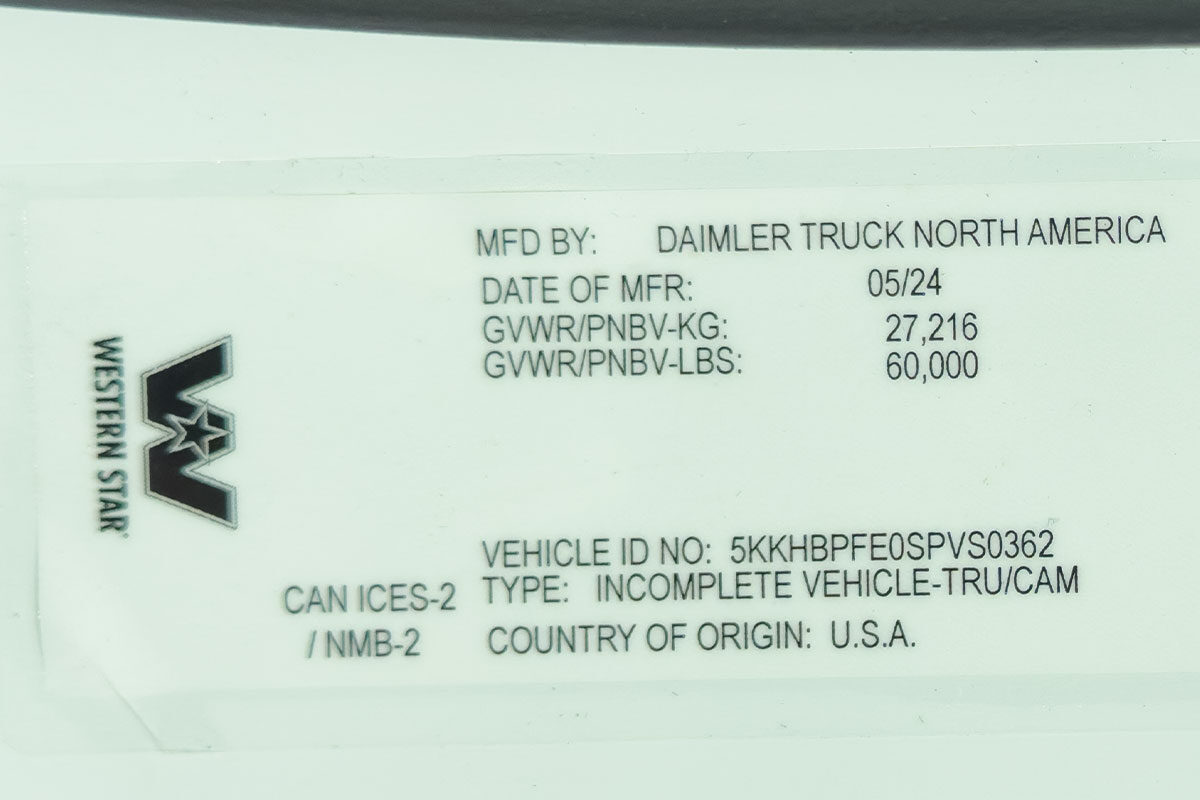 MFD BY: DAIMLER TRUCK NORTH AMERICA
DATE OF MFR: 05/24
GVWR/PNBV-KG: 27,216
GVWR/PNBV-LBS: 60,000
WESTERN STAR
VEHICLE ID NO: 5KKHBPFE0SPVS0362
CAN ICES-2 TYPE: INCOMPLETE VEHICLE-TRU/CAM
/ NMB-2 COUNTRY OF ORIGIN: U.S.A.